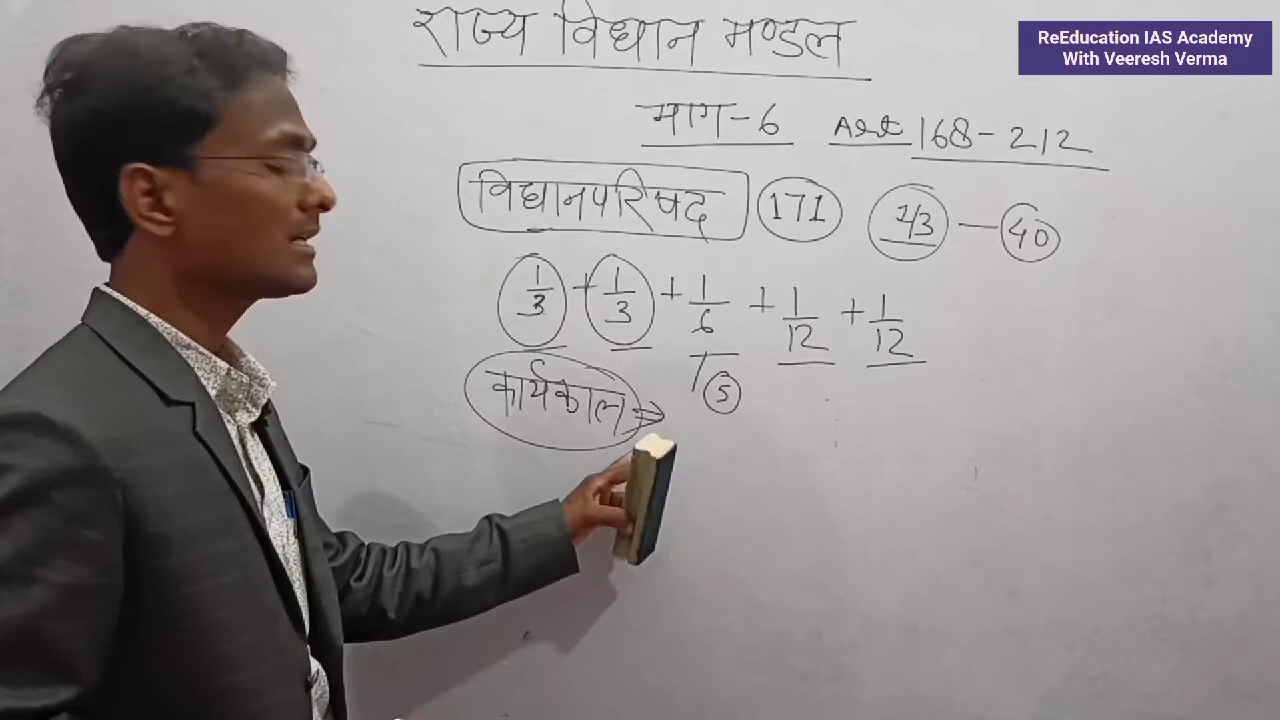 राज्य विधान मण्डल
ReEducation IAS Academy
With Veeresh Verma
भाग-6 Art 168-212
विधानपरिषद 171 1/3 - 40
1/3 + 1/3 + 1/6 + 1/12 + 1/12
कार्यकाल ⇒ 5